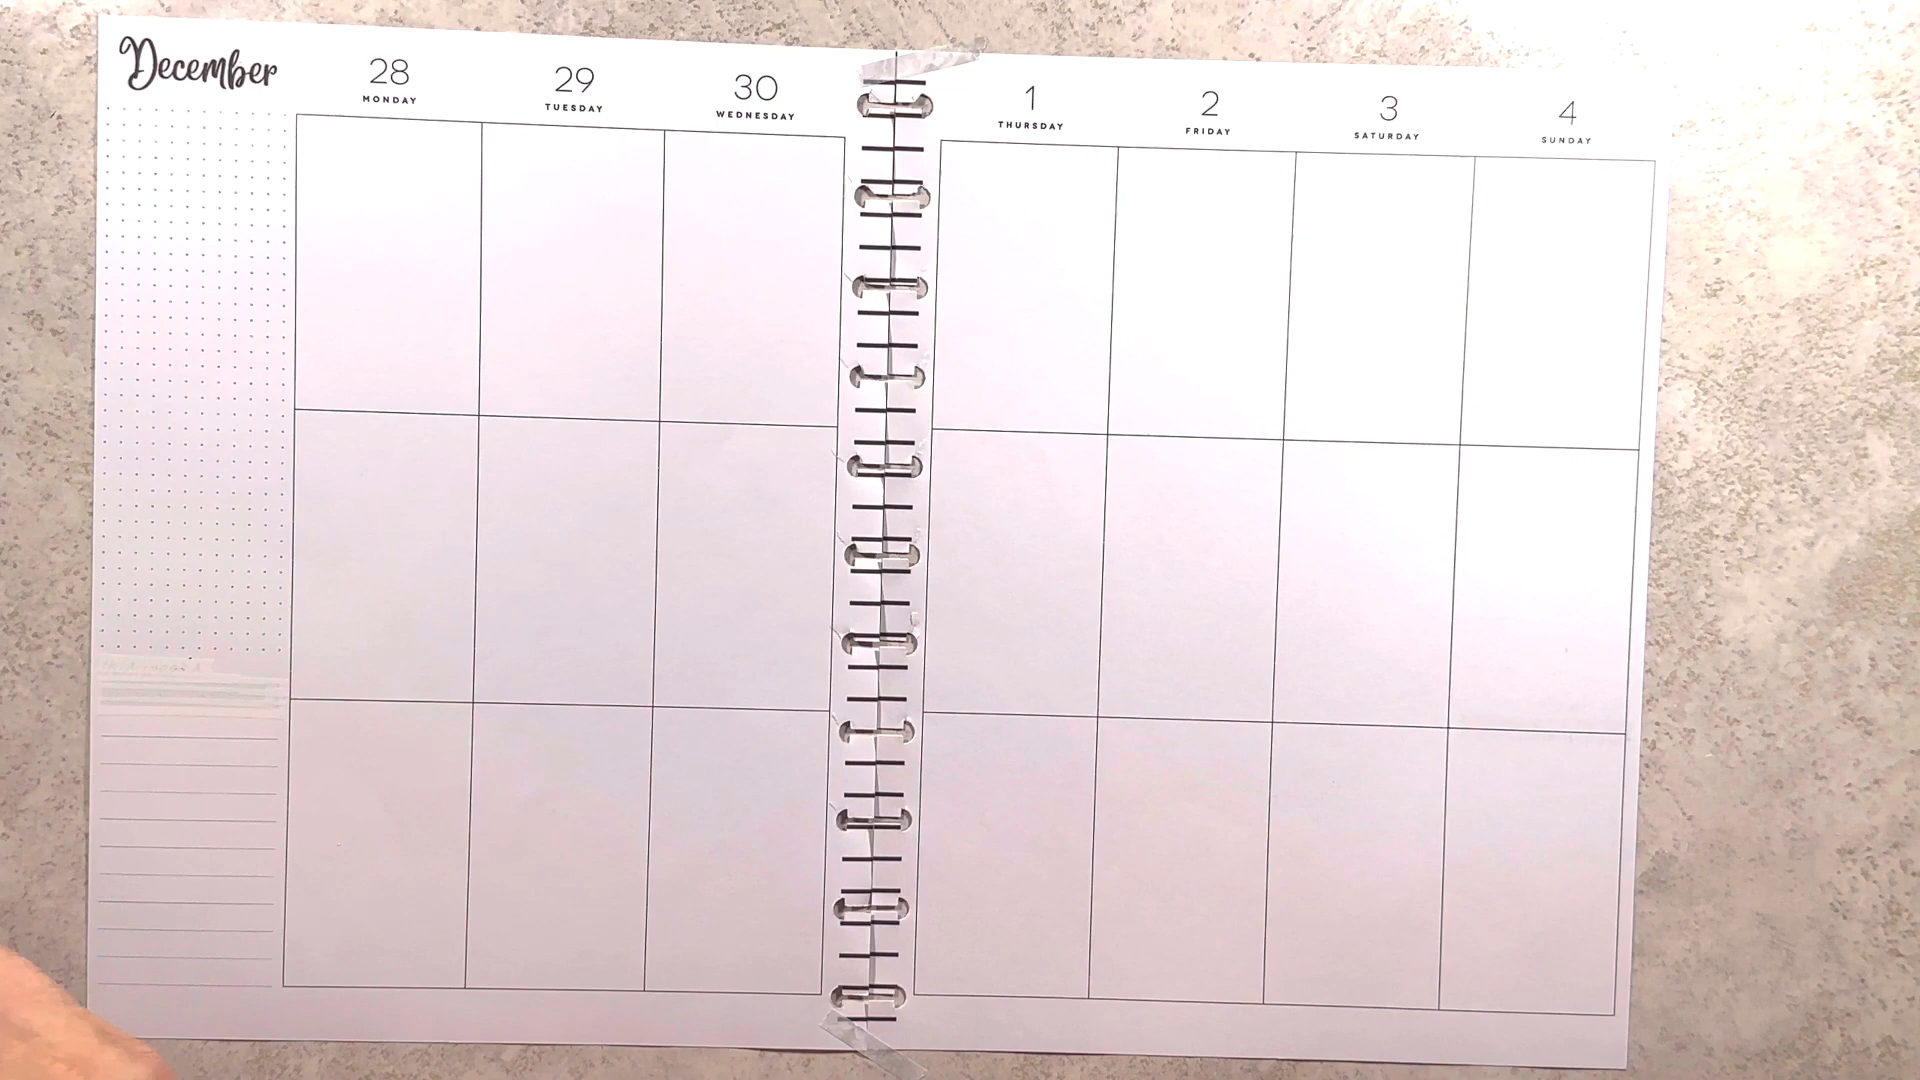 December
28 29 30 1 2 3 4
MONDAY TUESDAY WEDNESDAY THURSDAY FRIDAY SATURDAY SUNDAY